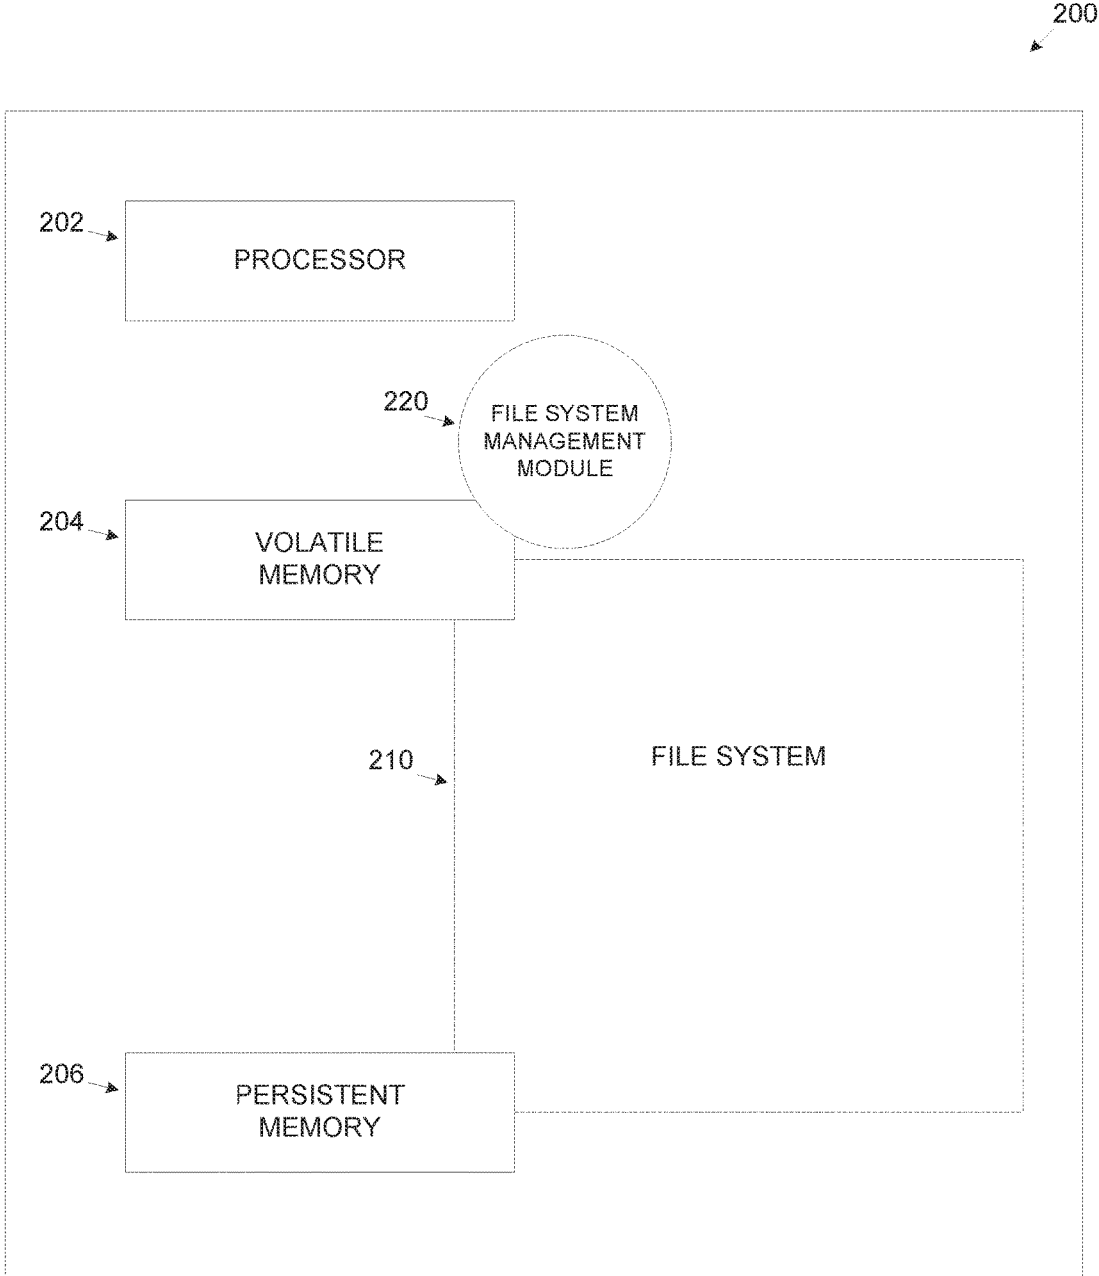 200
202
PROCESSOR
220
FILE SYSTEM
MANAGEMENT
MODULE
204
VOLATILE
MEMORY
210
FILE SYSTEM
206
PERSISTENT
MEMORY